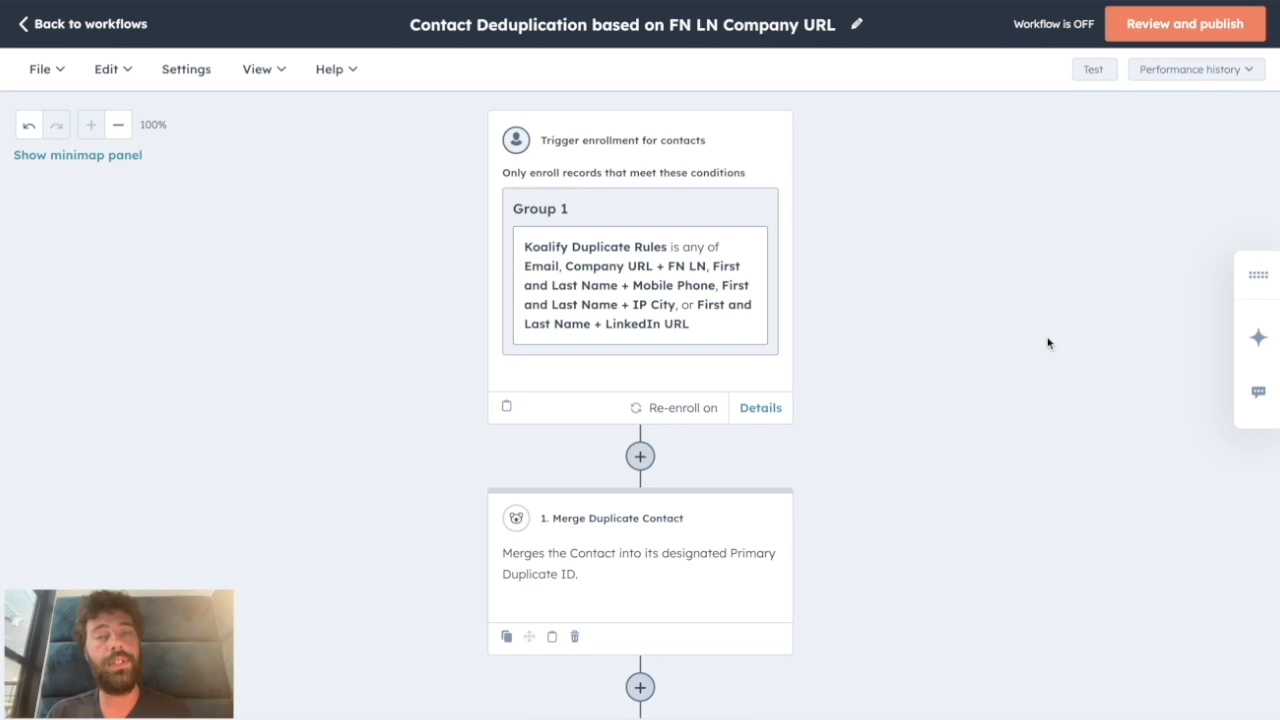 Back to workflows
Contact Deduplication based on FN LN Company URL
Workflow is OFF
Review and publish
File
Edit
Settings
View
Help
Test
Performance history
100%
Show minimap panel
Trigger enrollment for contacts
Only enroll records that meet these conditions
Group 1
Koalify Duplicate Rules is any of
Email, Company URL + FN LN, First
and Last Name + Mobile Phone, First
and Last Name + IP City, or First and
Last Name + LinkedIn URL
Re-enroll on
Details
1. Merge Duplicate Contact
Merges the Contact into its designated Primary
Duplicate ID.